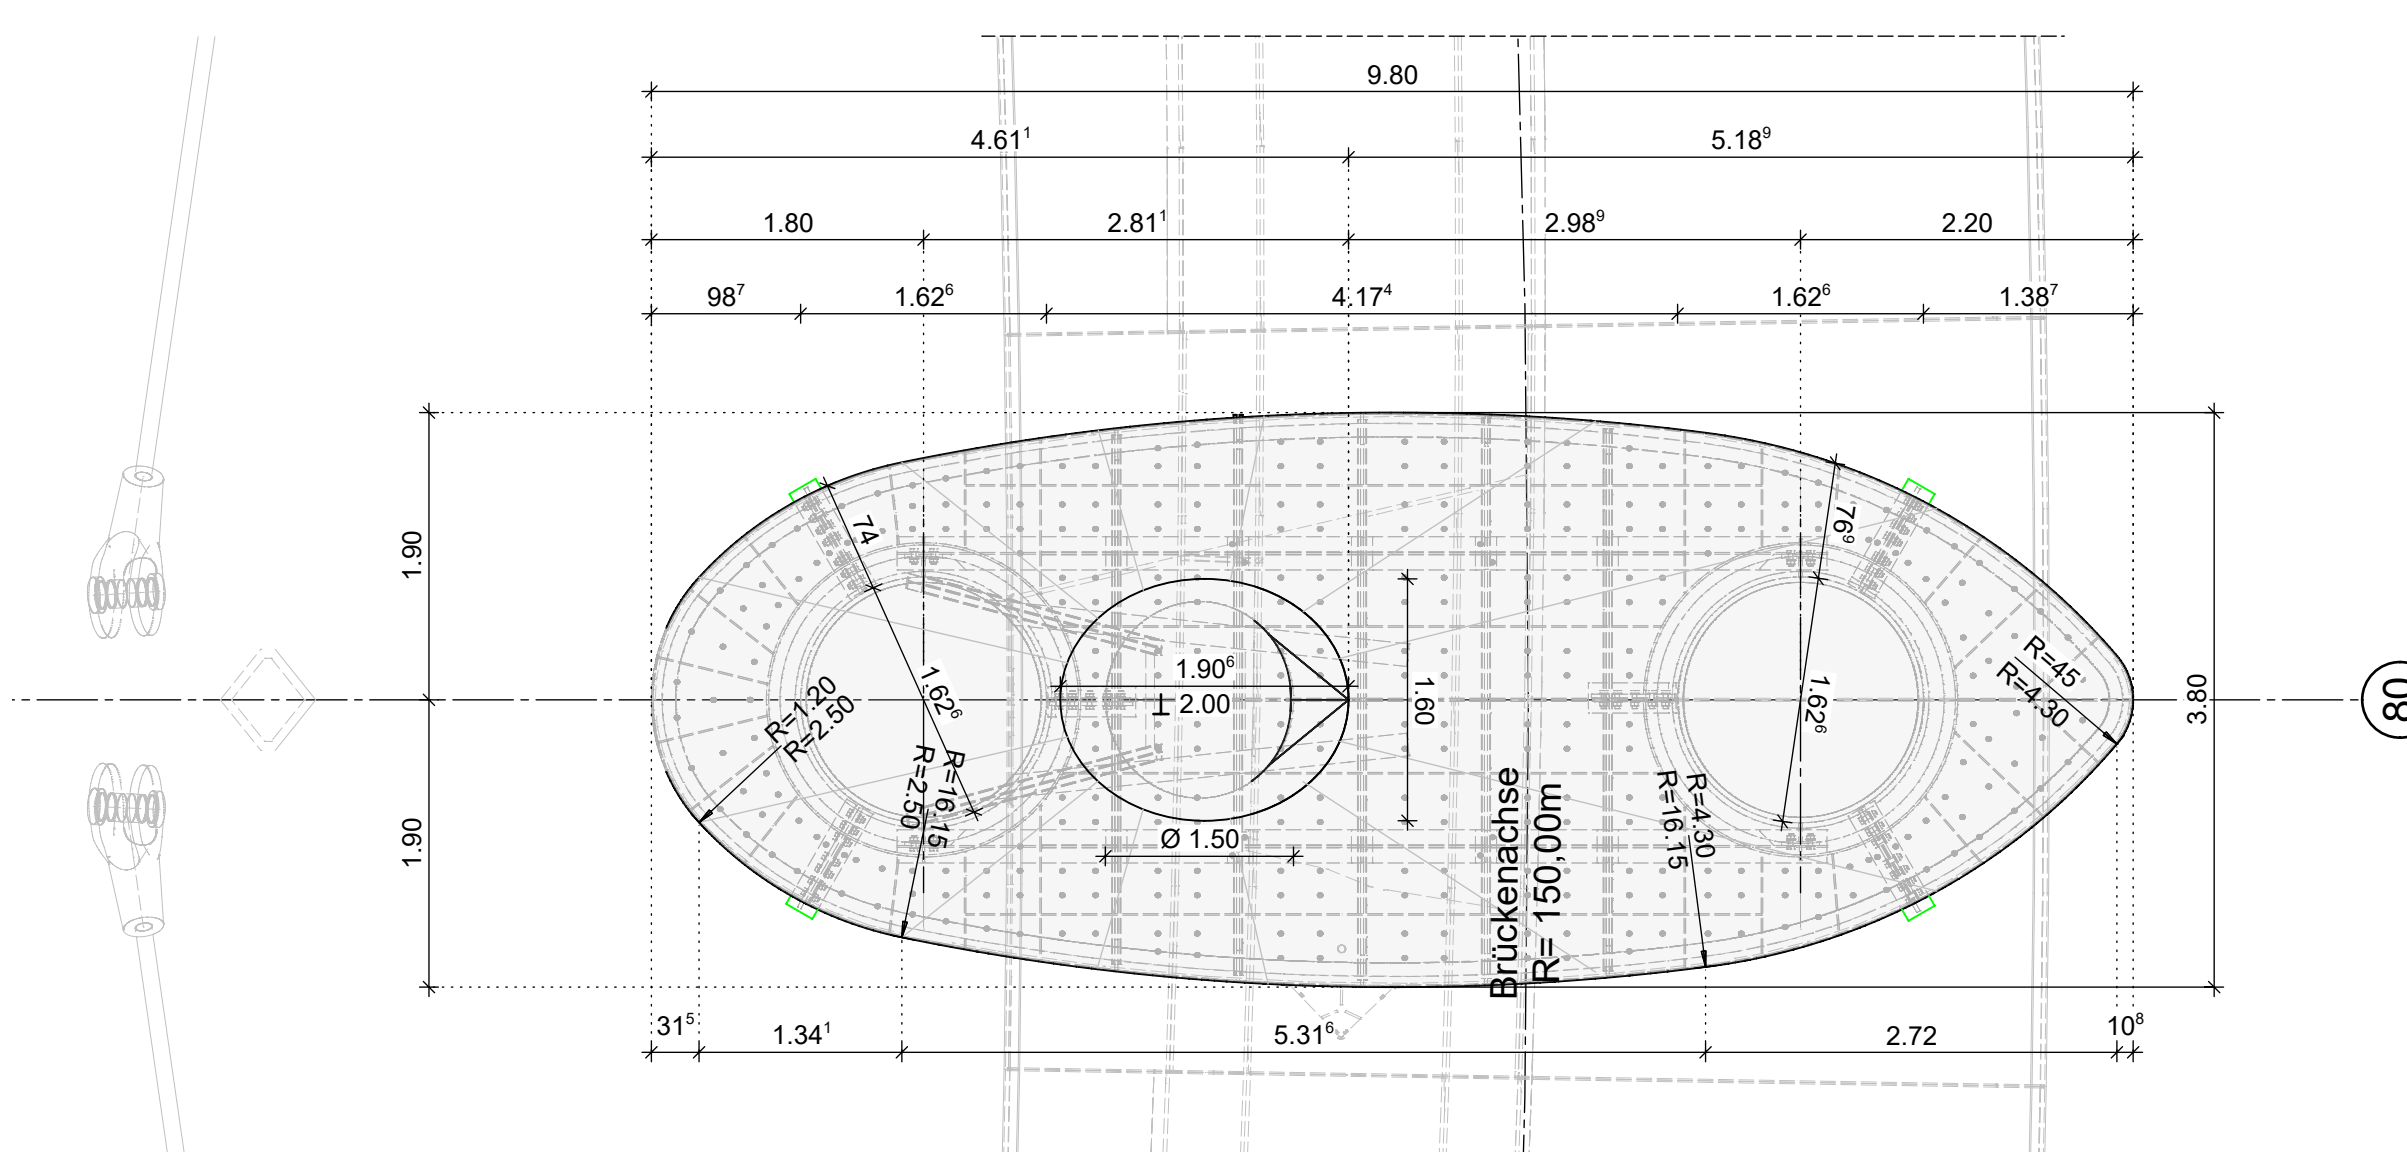 9.80
4.61¹ 5.18⁹
1.80 2.81¹ 2.98⁹ 2.20
98⁷ 1.62⁶ 4.17⁴ 1.62⁶ 1.38⁷
1.90
1.90
74
76⁹
1.62⁶
1.62⁶
1.90⁶
⊥ 2.00
1.60
Ø 1.50
R=1.20
R=2.50
R=16.15
R=2.50
R=4.30
R=16.15
R=45
R=4.30
Brückenachse
R= 150,00m
3.80
80
31⁵ 1.34¹ 5.31⁶ 2.72 10⁸